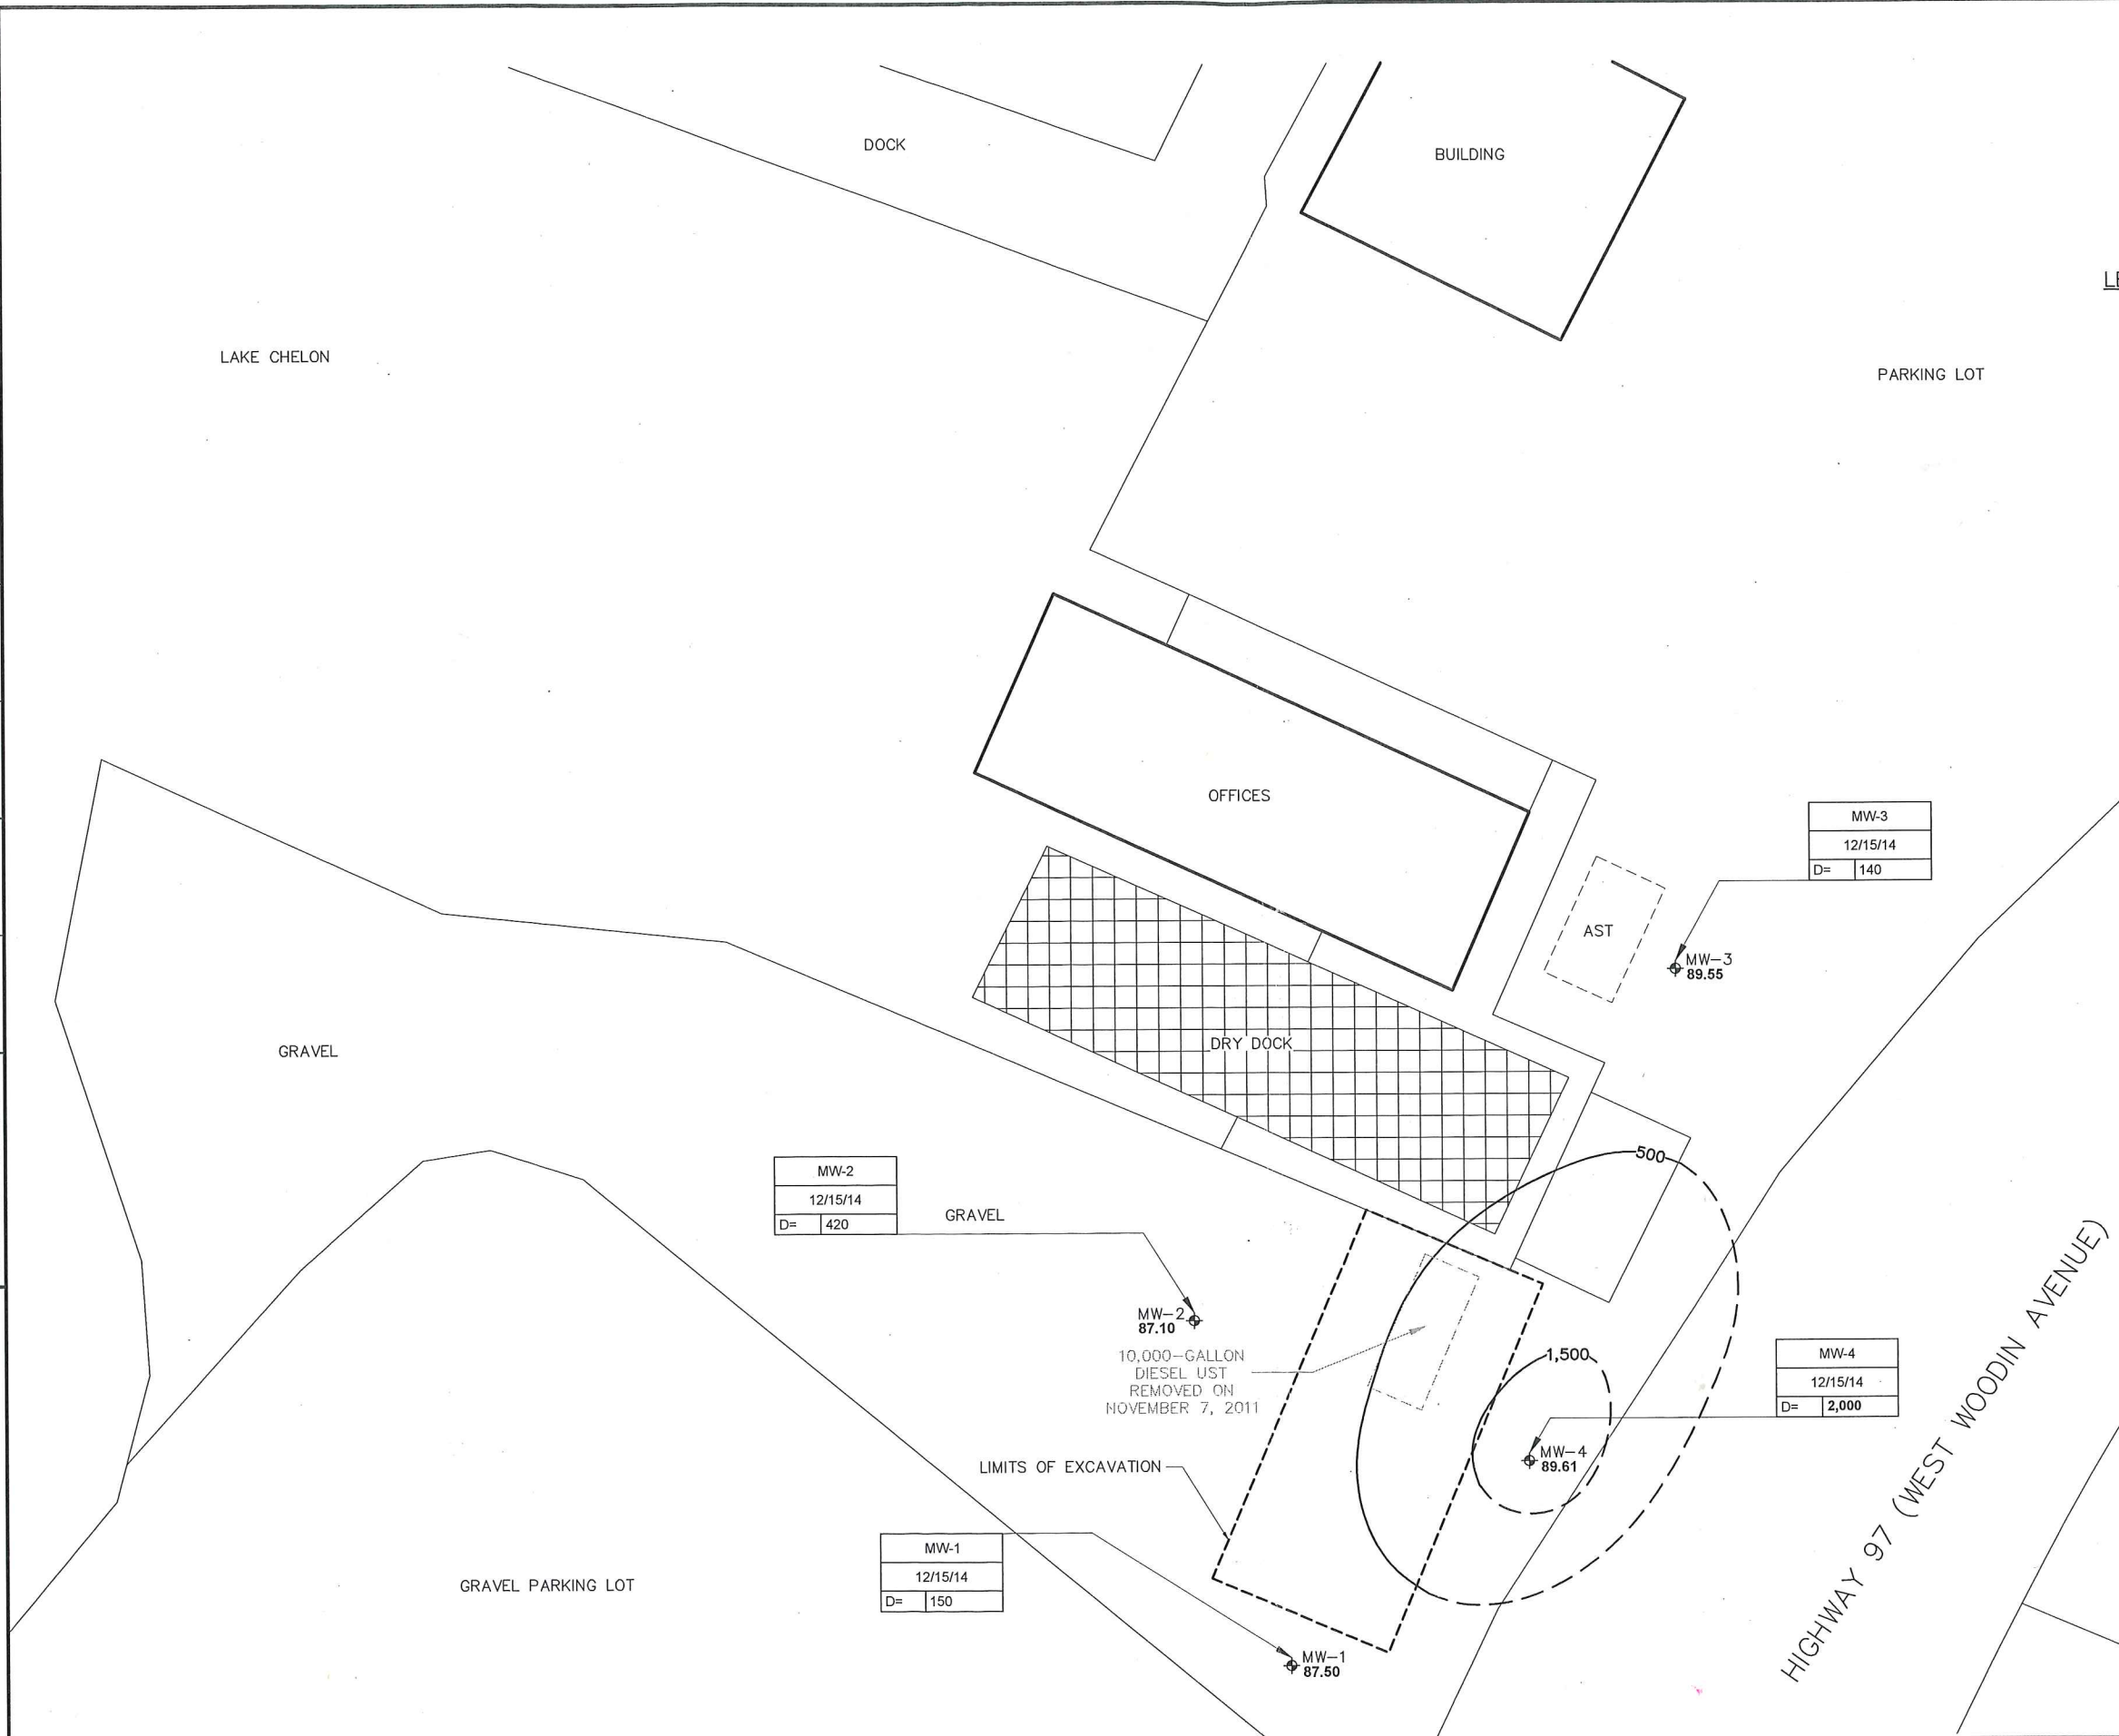 DOCK
BUILDING
LAKE CHELON
PARKING LOT
OFFICES
MW-3
12/15/14
D= 140
AST
MW-3
89.55
GRAVEL
DRY DOCK
500
MW-2
12/15/14
D= 420
GRAVEL
MW-2
87.10
10,000-GALLON
DIESEL UST
REMOVED ON
NOVEMBER 7, 2011
1,500
MW-4
12/15/14
D= 2,000
MW-4
89.61
LIMITS OF EXCAVATION
HIGHWAY 97 (WEST WOODIN AVENUE)
MW-1
12/15/14
D= 150
GRAVEL PARKING LOT
MW-1
87.50